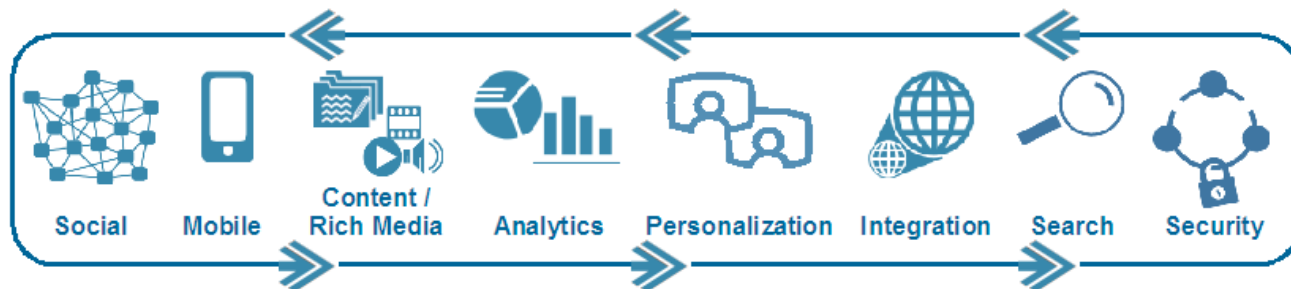 Social
Mobile
Content /
Rich Media
Analytics
Personalization
Integration
Search
Security